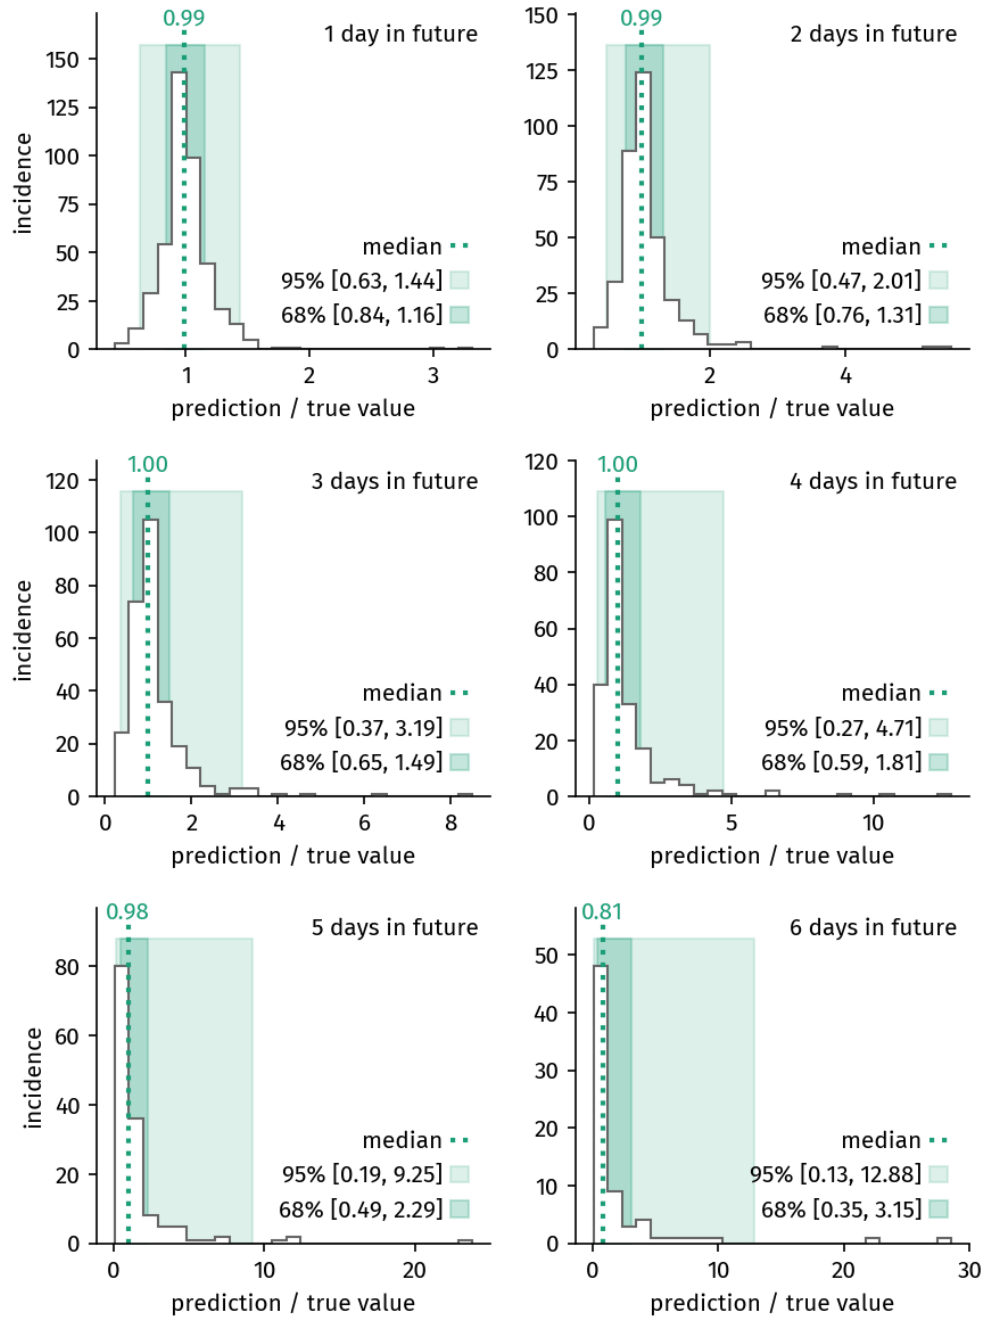 0.99
1 day in future
150
125
100
75
50
25
0
incidence
median
95% [0.63, 1.44]
68% [0.84, 1.16]
1 2 3
prediction / true value
0.99
2 days in future
150
125
100
75
50
25
0
median
95% [0.47, 2.01]
68% [0.76, 1.31]
2 4
prediction / true value
1.00
3 days in future
120
100
80
60
40
20
0
incidence
median
95% [0.37, 3.19]
68% [0.65, 1.49]
0 2 4 6 8
prediction / true value
1.00
4 days in future
120
100
80
60
40
20
0
median
95% [0.27, 4.71]
68% [0.59, 1.81]
0 5 10
prediction / true value
0.98
5 days in future
80
60
40
20
0
incidence
median
95% [0.19, 9.25]
68% [0.49, 2.29]
0 10 20
prediction / true value
0.81
6 days in future
50
40
30
20
10
0
median
95% [0.13, 12.88]
68% [0.35, 3.15]
0 10 20 30
prediction / true value